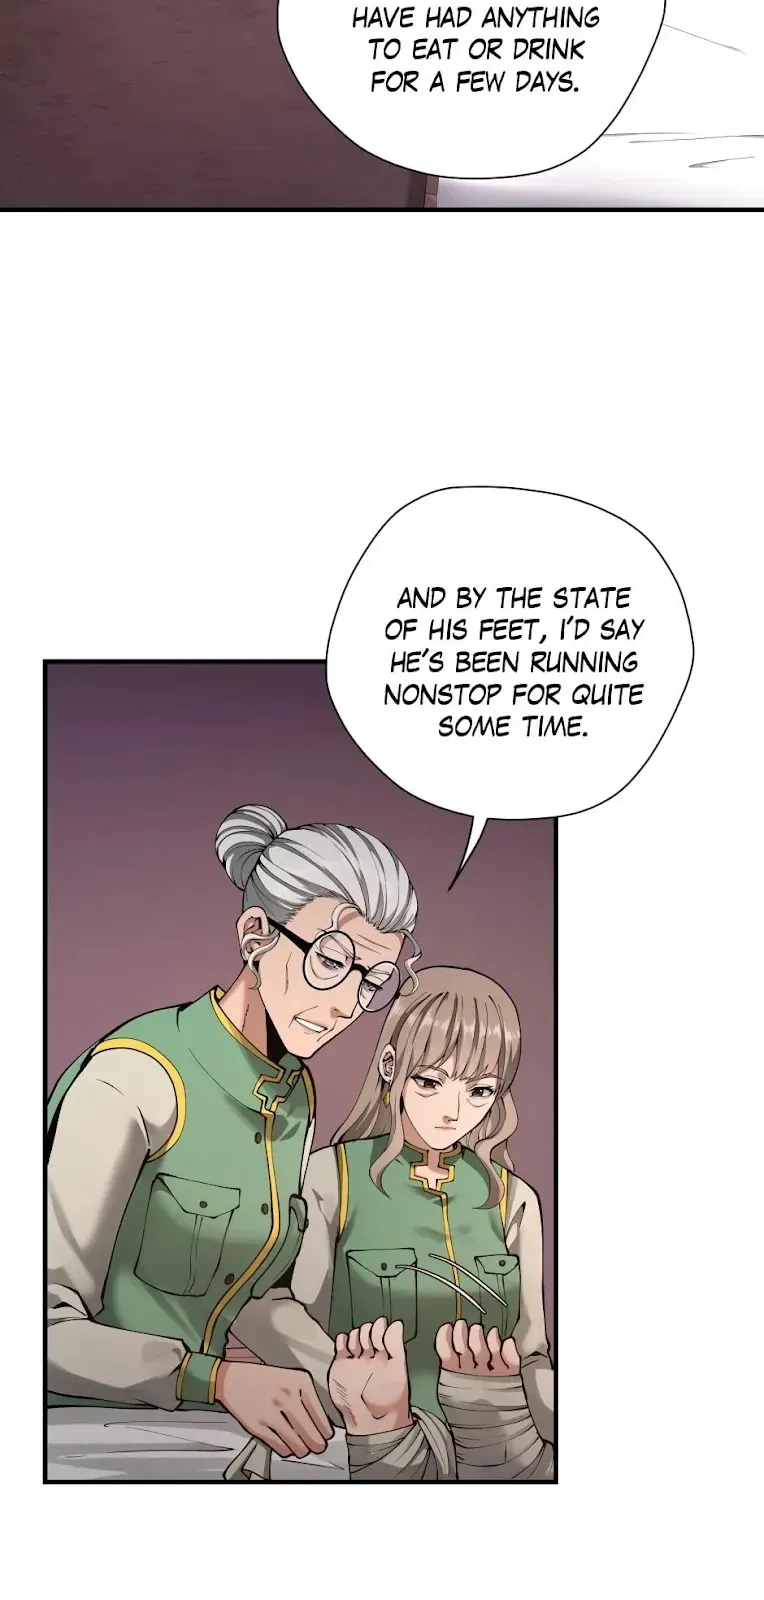 HAVE HAD ANYTHING
TO EAT OR DRINK
FOR A FEW DAYS.
AND BY THE STATE
OF HIS FEET, I'D SAY
HE'S BEEN RUNNING
NONSTOP FOR QUITE
SOME TIME.